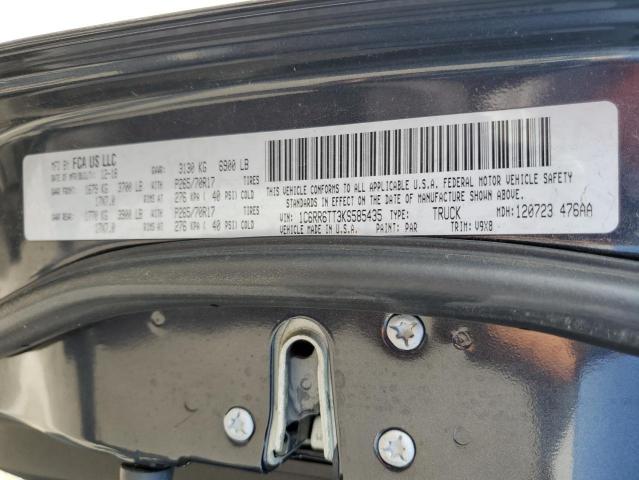 MFD BY: FCA US LLC GVWR: 3130 KG 6900 LB
DATE OF MFR: 12-18
GAWR FRONT: 1679 KG 3700 LB WITH P265/70R17 TIRES
17X7.0 RIMS AT 276 KPA ( 40 PSI) COLD
GAWR REAR: 1770 KG 3900 LB WITH P265/70R17 TIRES
17X7.0 RIMS AT 276 KPA ( 40 PSI) COLD
THIS VEHICLE CONFORMS TO ALL APPLICABLE U.S.A. FEDERAL MOTOR VEHICLE SAFETY
STANDARDS IN EFFECT ON THE DATE OF MANUFACTURE SHOWN ABOVE.
VIN: 1C6RR6TT3KS585435 TYPE: TRUCK MDH: 120723 476AA
VEHICLE MADE IN U.S.A. PAINT: PAR TRIM: V9X8